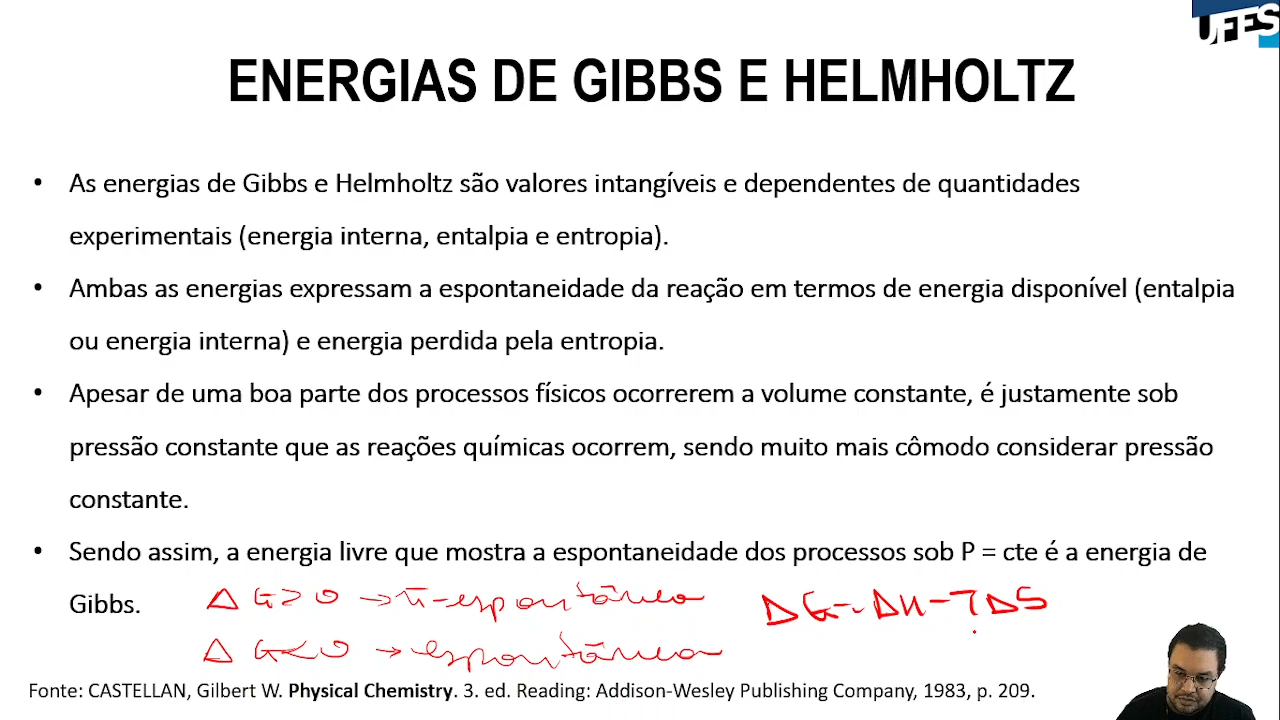 UFES
ENERGIAS DE GIBBS E HELMHOLTZ
• As energias de Gibbs e Helmholtz são valores intangíveis e dependentes de quantidades
experimentais (energia interna, entalpia e entropia).
• Ambas as energias expressam a espontaneidade da reação em termos de energia disponível (entalpia
ou energia interna) e energia perdida pela entropia.
• Apesar de uma boa parte dos processos físicos ocorrerem a volume constante, é justamente sob
pressão constante que as reações químicas ocorrem, sendo muito mais cômodo considerar pressão
constante.
• Sendo assim, a energia livre que mostra a espontaneidade dos processos sob P = cte é a energia de
Gibbs.
ΔG > 0 → ñ-espontâneo
ΔG = ΔH - TΔS
ΔG < 0 → espontâneo
Fonte: CASTELLAN, Gilbert W. Physical Chemistry. 3. ed. Reading: Addison-Wesley Publishing Company, 1983, p. 209.